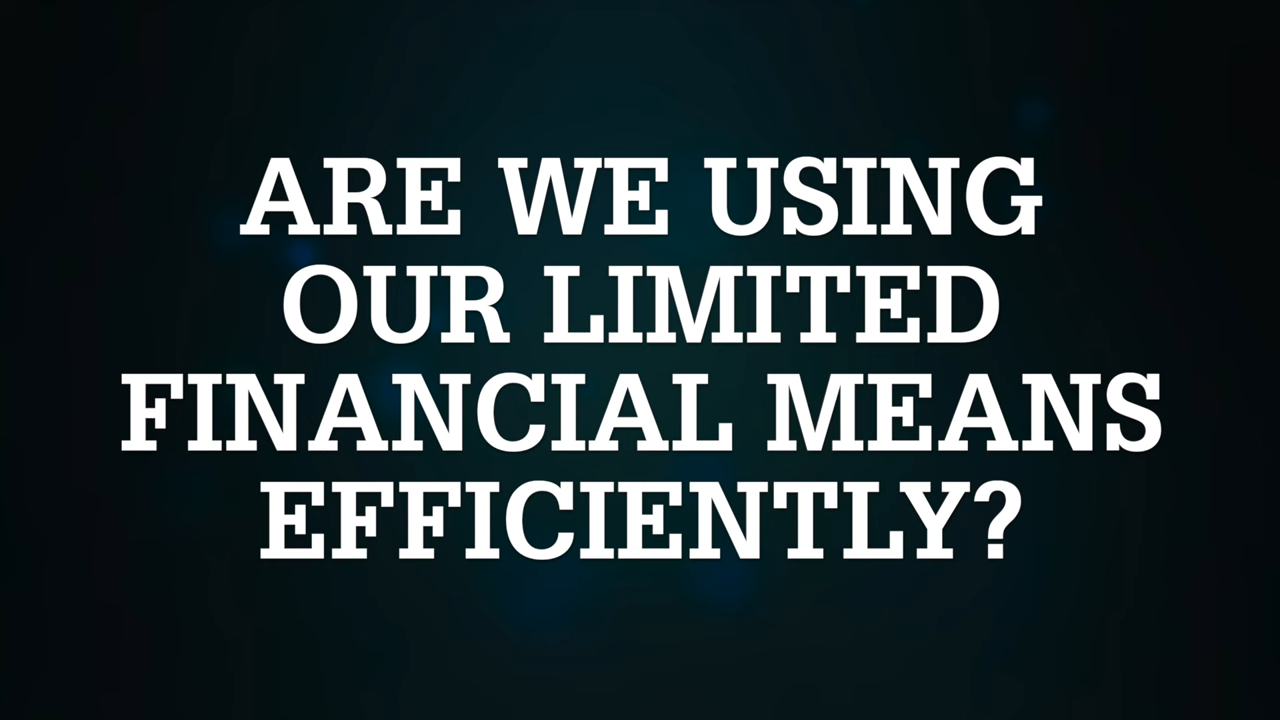 ARE WE USING
OUR LIMITED
FINANCIAL MEANS
EFFICIENTLY?